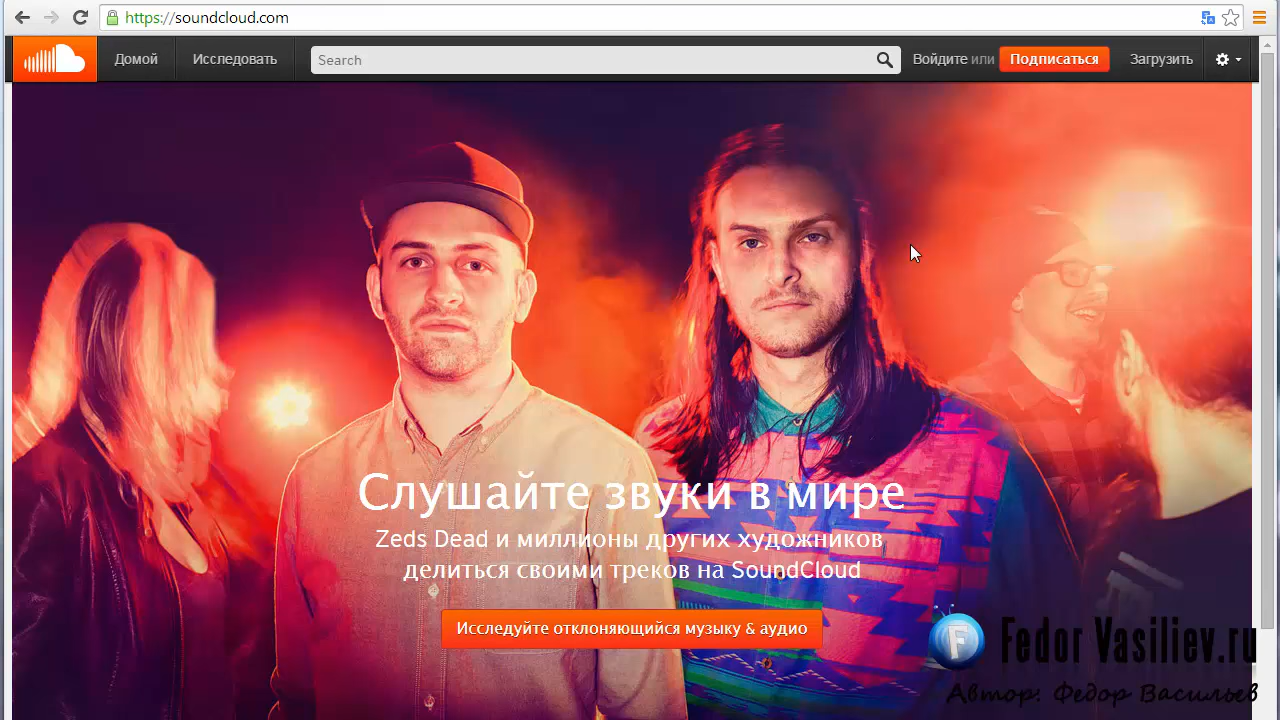 https://soundcloud.com
Домой
Исследовать
Search
Войдите или
Подписаться
Загрузить
Слушайте звуки в мире
Zeds Dead и миллионы других художников
делиться своими треков на SoundCloud
Исследуйте отклоняющийся музыку & аудио
F
Fedor Vasiliev.ru
Автор: Федор Васильев